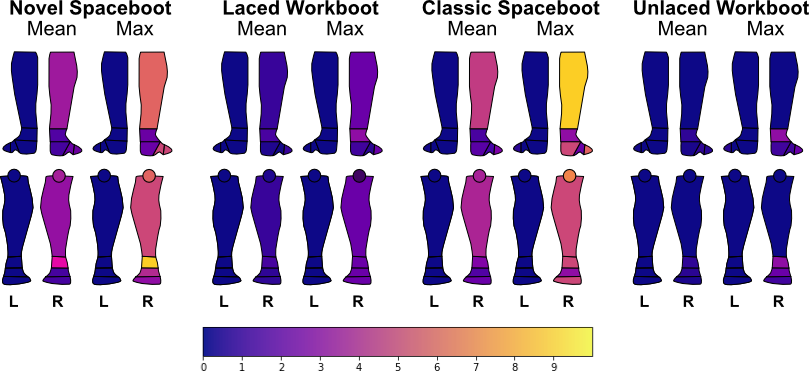 Novel Spaceboot Laced Workboot Classic Spaceboot Unlaced Workboot
Mean Max Mean Max Mean Max Mean Max
L R L R L R L R L R L R L R L R
0 1 2 3 4 5 6 7 8 9